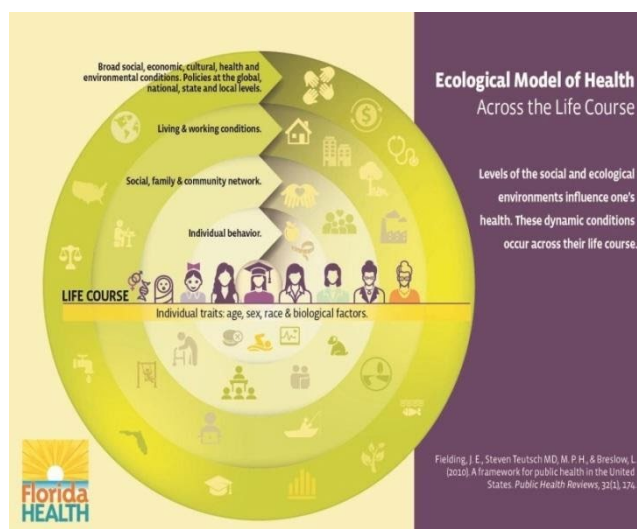 Broad social, economic, cultural, health and
environmental conditions. Policies at the global,
national, state and local levels.
Living & working conditions.
Social, family & community network.
Individual behavior.
LIFE COURSE
Individual traits: age, sex, race & biological factors.
Ecological Model of Health
Across the Life Course
Levels of the social and ecological
environments influence one's
health. These dynamic conditions
occur across their life course.
Fielding, J. E., Steven Teutsch MD, M. P. H., & Breslow, L.
(2010). A framework for public health in the United
States. Public Health Reviews, 32(1), 174.
Florida
HEALTH